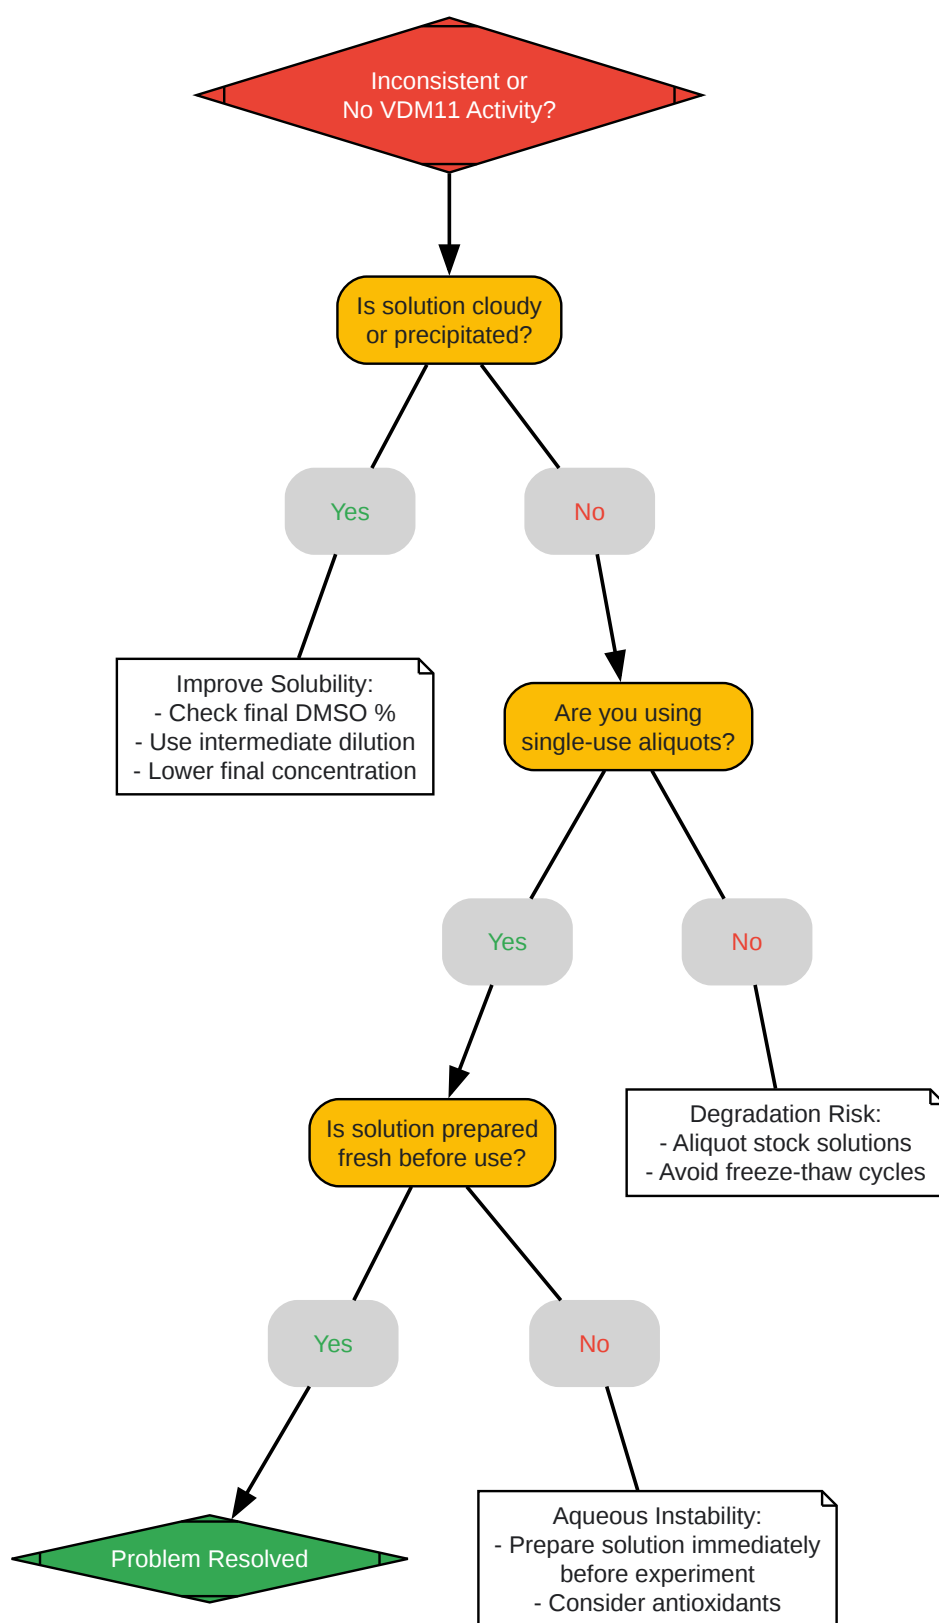 Inconsistent or
No VDM11 Activity?
Is solution cloudy
or precipitated?
Yes
No
Improve Solubility:
- Check final DMSO %
- Use intermediate dilution
- Lower final concentration
Are you using
single-use aliquots?
Yes
No
Degradation Risk:
- Aliquot stock solutions
- Avoid freeze-thaw cycles
Is solution prepared
fresh before use?
Yes
No
Problem Resolved
Aqueous Instability:
- Prepare solution immediately
before experiment
- Consider antioxidants